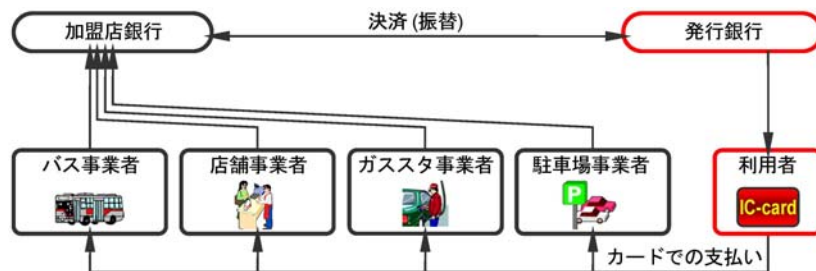 加盟店銀行
決済 (振替)
発行銀行
バス事業者
店舗事業者
ガススタ事業者
駐車場事業者
利用者
P
IC-card
カードでの支払い